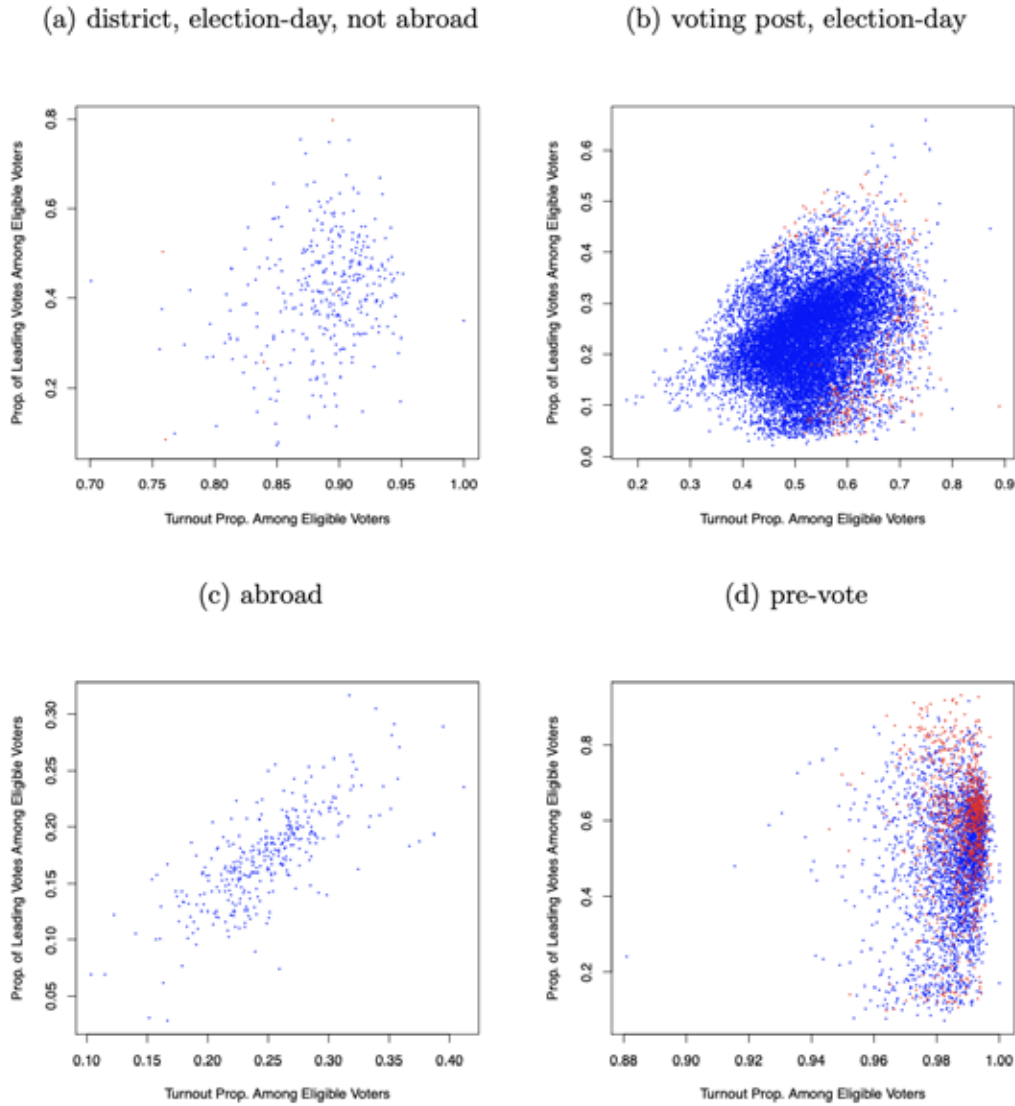 (a) district, election-day, not abroad
(b) voting post, election-day
Prop. of Leading Votes Among Eligible Voters
0.8
0.6
0.4
0.2
0.70 0.75 0.80 0.85 0.90 0.95 1.00
Turnout Prop. Among Eligible Voters
Prop. of Leading Votes Among Eligible Voters
0.6
0.5
0.4
0.3
0.2
0.1
0.0
0.2 0.3 0.4 0.5 0.6 0.7 0.8 0.9
Turnout Prop. Among Eligible Voters
(c) abroad
(d) pre-vote
Prop. of Leading Votes Among Eligible Voters
0.30
0.25
0.20
0.15
0.10
0.05
0.10 0.15 0.20 0.25 0.30 0.35 0.40
Turnout Prop. Among Eligible Voters
Prop. of Leading Votes Among Eligible Voters
0.8
0.6
0.4
0.2
0.88 0.90 0.92 0.94 0.96 0.98 1.00
Turnout Prop. Among Eligible Voters